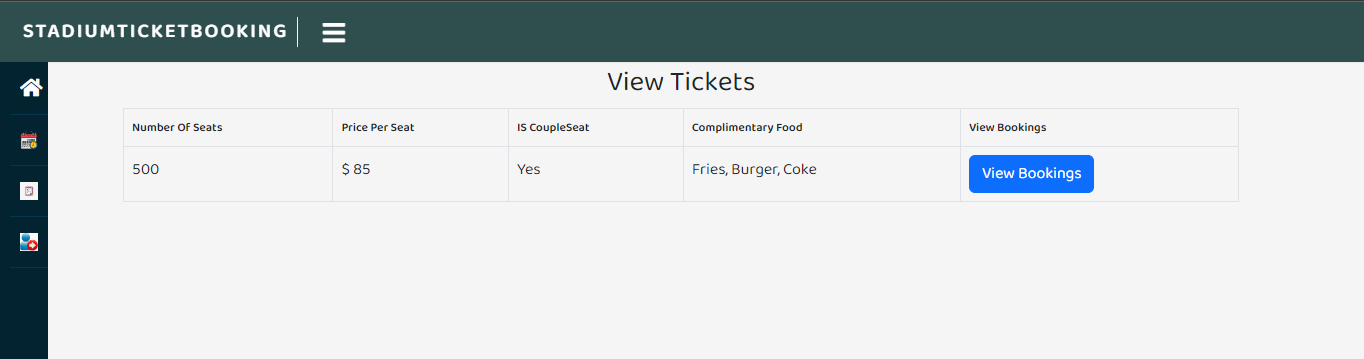 STADIUMTICKETBOOKING
View Tickets
Number Of Seats Price Per Seat IS CoupleSeat Complimentary Food View Bookings
500 $ 85 Yes Fries, Burger, Coke View Bookings